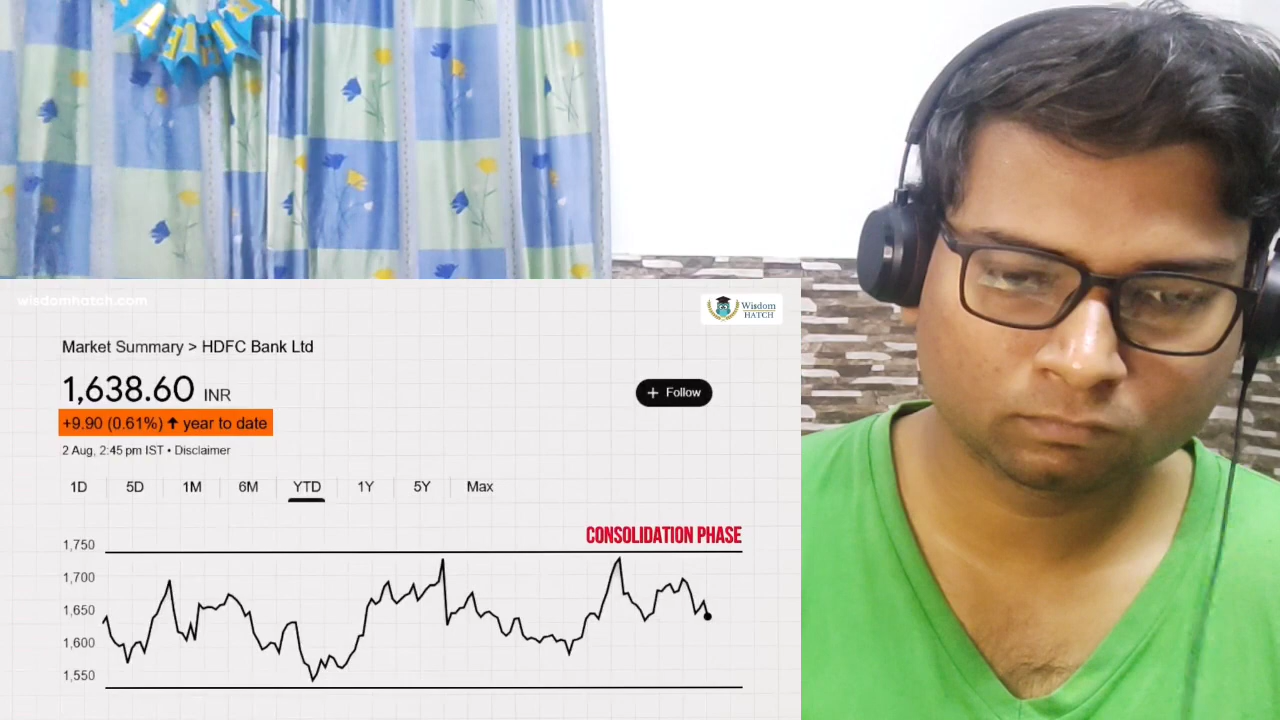 wisdomhatch.com
Wisdom
HATCH
Market Summary > HDFC Bank Ltd
1,638.60 INR
+ Follow
+9.90 (0.61%) ↑ year to date
2 Aug, 2:45 pm IST • Disclaimer
1D 5D 1M 6M YTD 1Y 5Y Max
CONSOLIDATION PHASE
1,750
1,700
1,650
1,600
1,550